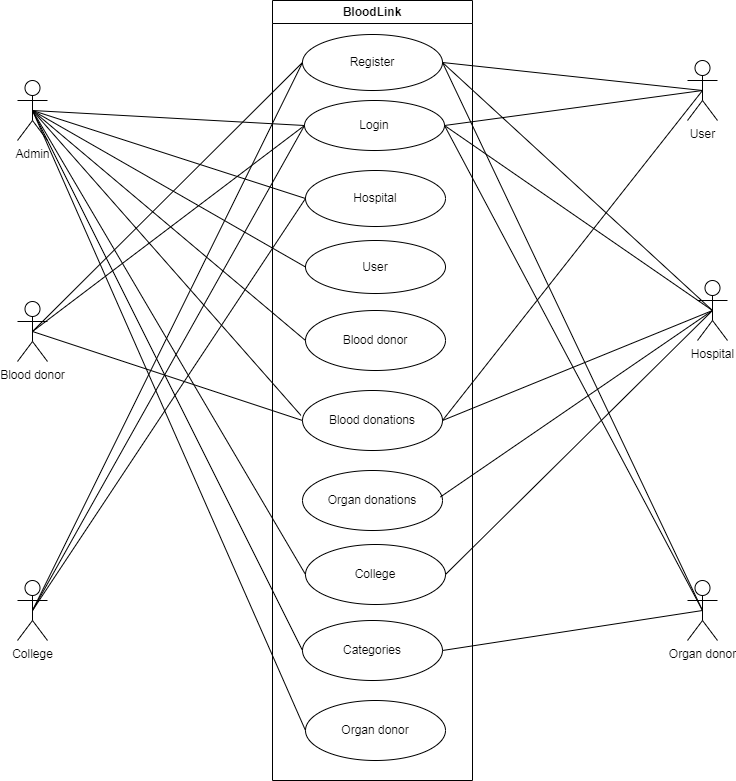 BloodLink
Register
Login
Hospital
User
Blood donor
Blood donations
Organ donations
College
Categories
Organ donor
Admin
Blood donor
College
User
Hospital
Organ donor